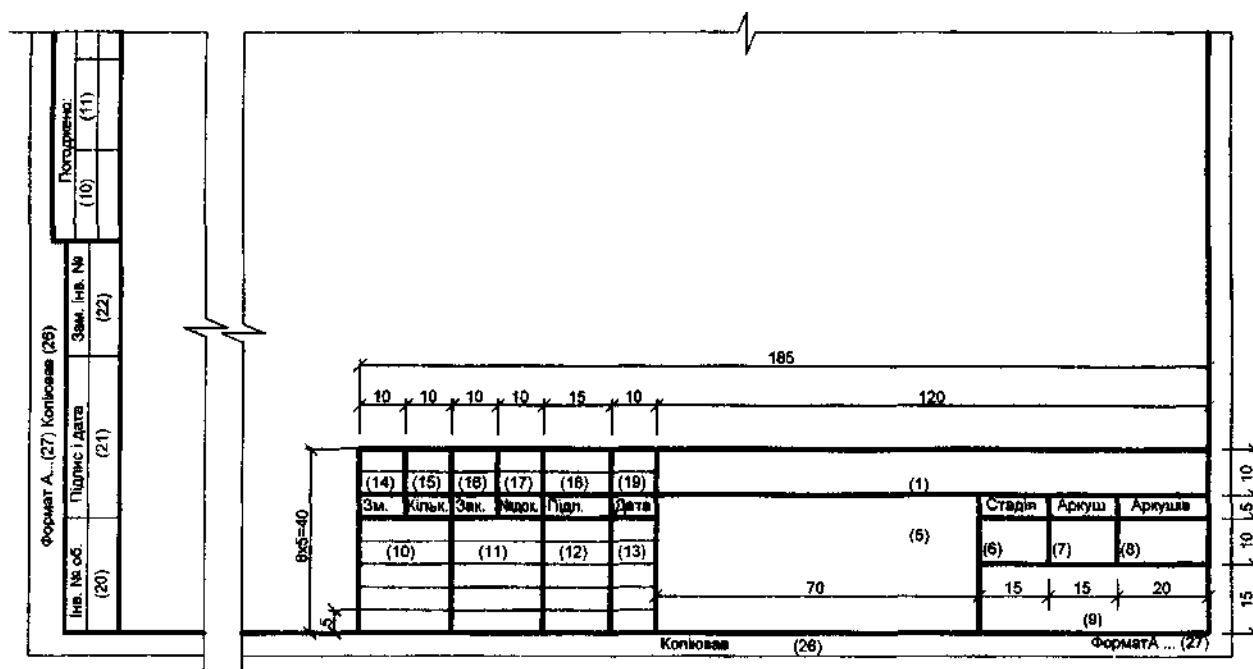 Погоджено:
(10) (11)
Зам. Інв. №
(22)
Підпис і дата
(21)
Інв. № об.
(20)
Формат А...(27) Копіював (26)
185
10 10 10 10 15 10 120
(14) (15) (16) (17) (18) (19) (1)
10
Зм. Кільк. Зак. №док. Підп. Дата Стадія Аркуш Аркушів
5
8x5=40
(10) (11) (12) (13) (5) (6) (7) (8)
10
70 15 15 20
5
(9)
15
Копіював (26) Формат А ... (27)